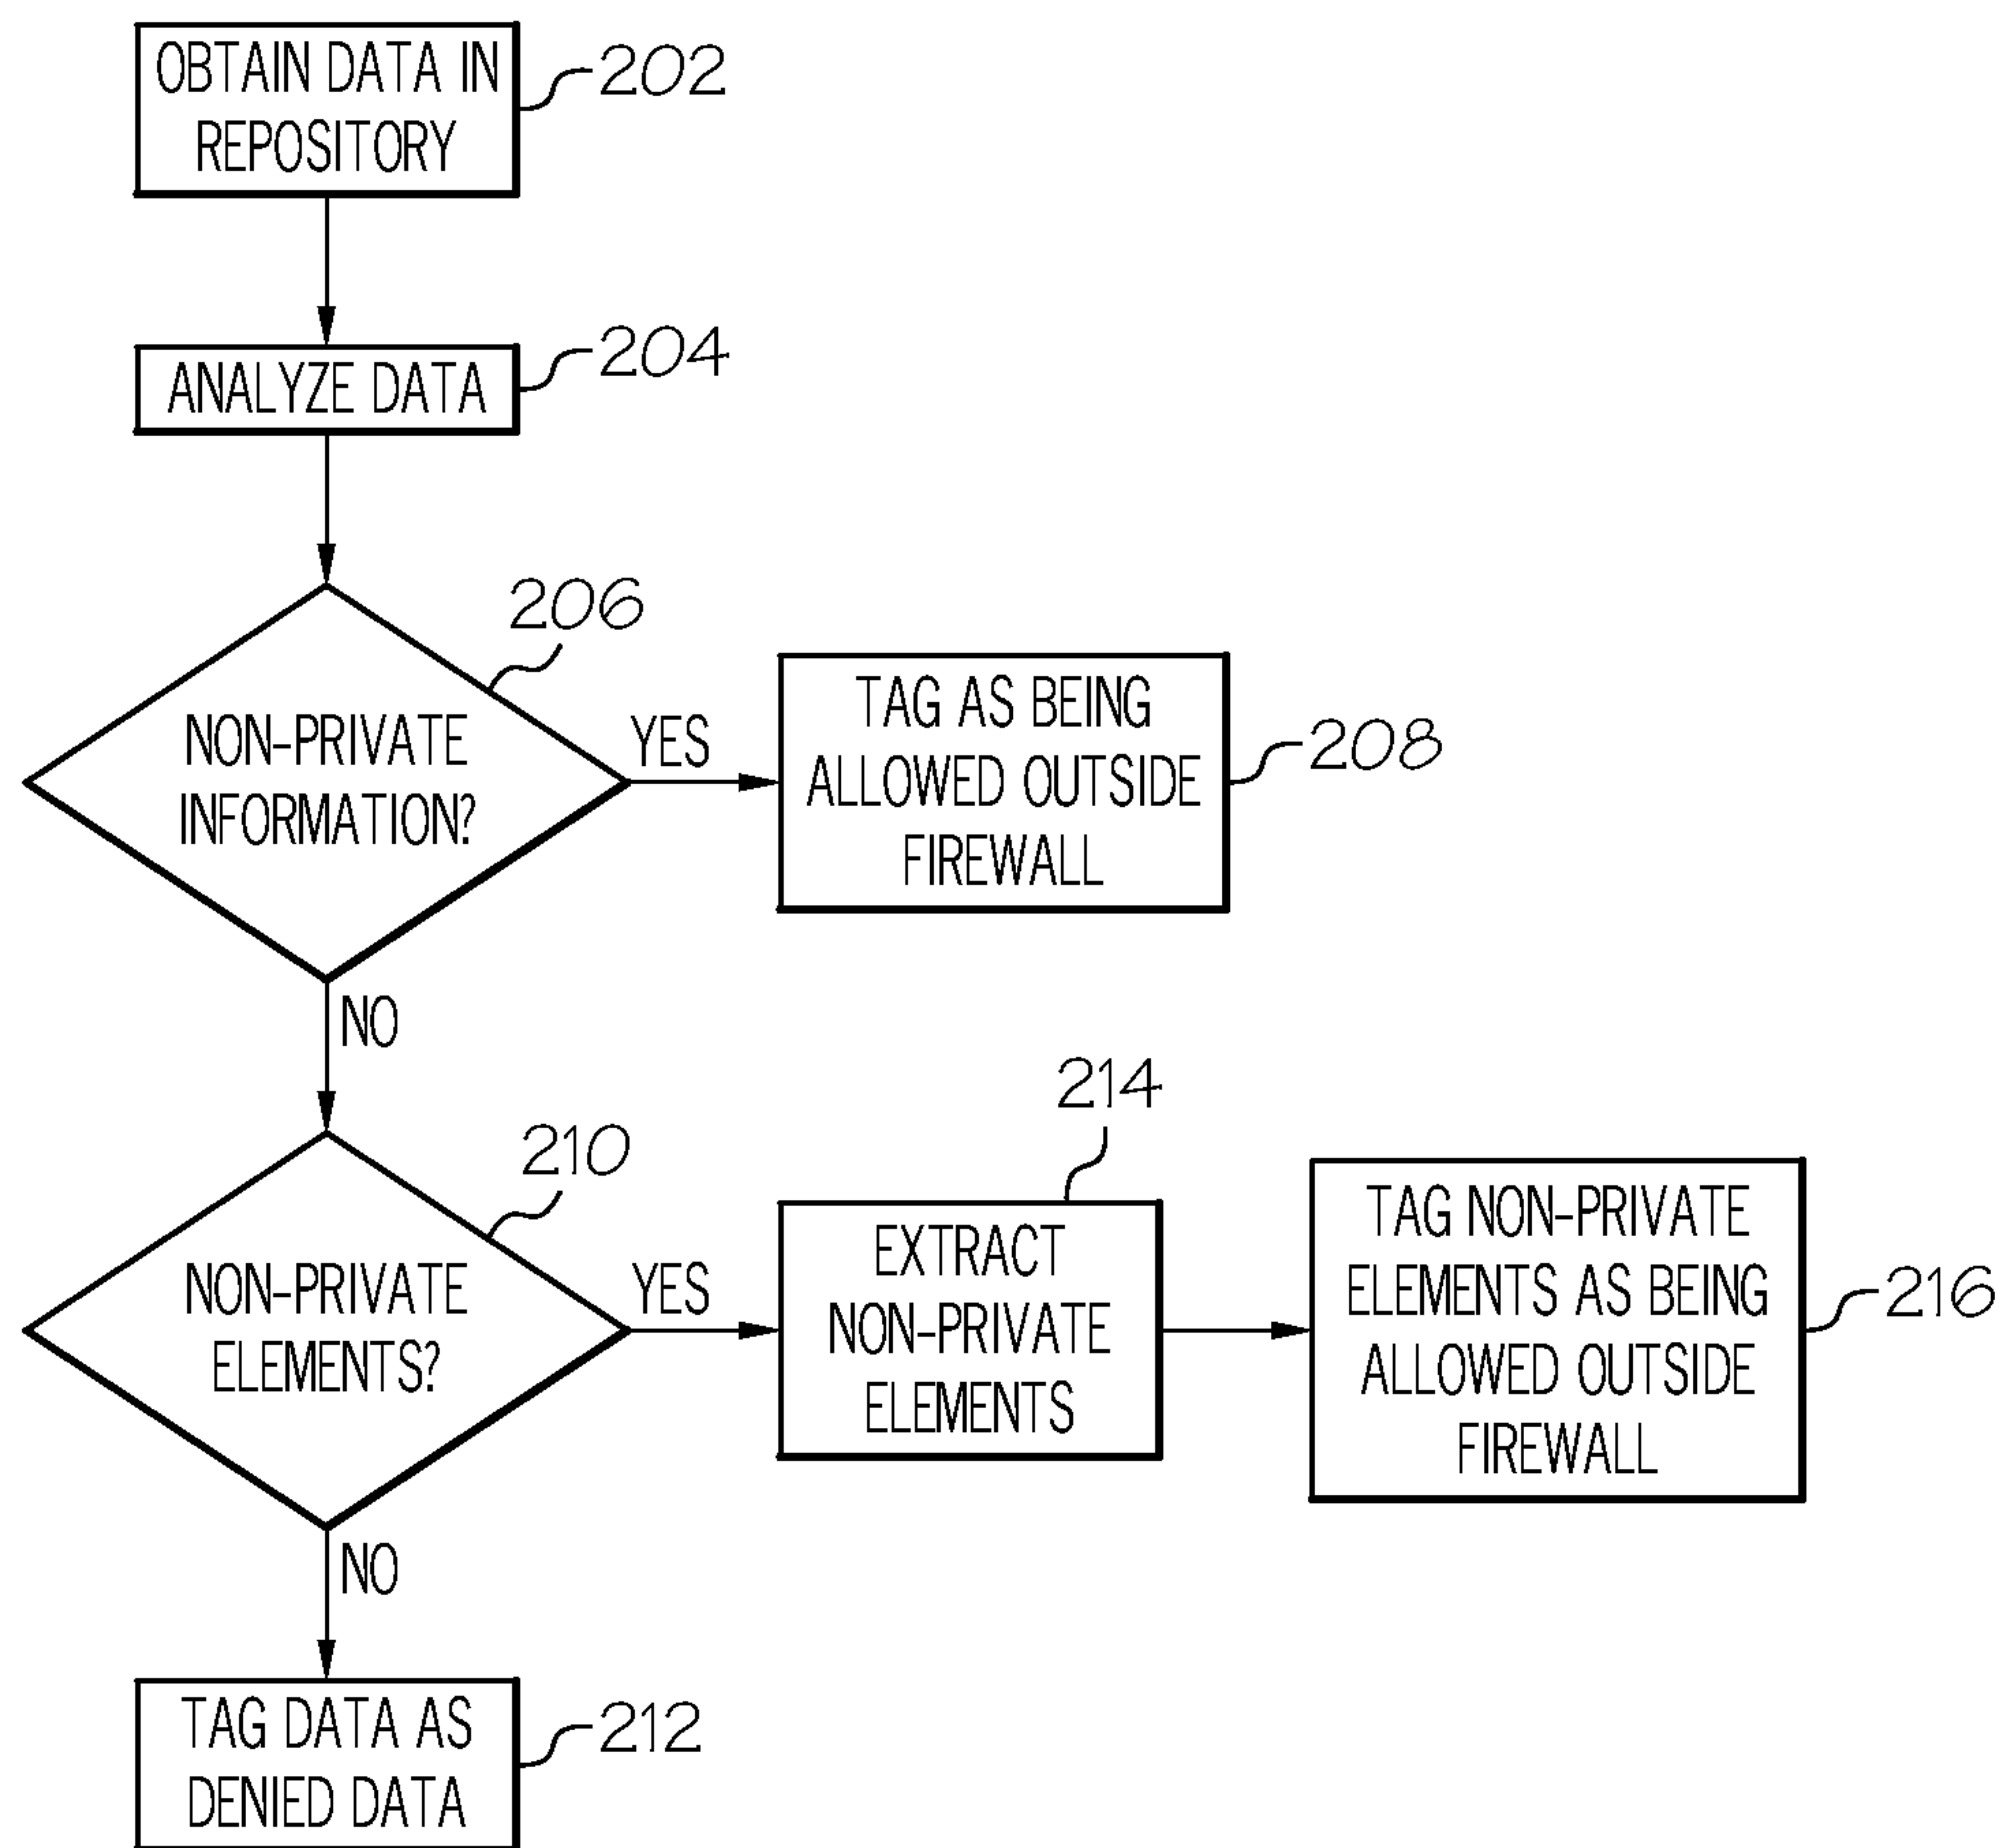 OBTAIN DATA IN
REPOSITORY
202
ANALYZE DATA
204
206
NON-PRIVATE
INFORMATION?
YES
TAG AS BEING
ALLOWED OUTSIDE
FIREWALL
208
NO
210
NON-PRIVATE
ELEMENTS?
YES
214
EXTRACT
NON-PRIVATE
ELEMENTS
TAG NON-PRIVATE
ELEMENTS AS BEING
ALLOWED OUTSIDE
FIREWALL
216
NO
TAG DATA AS
DENIED DATA
212